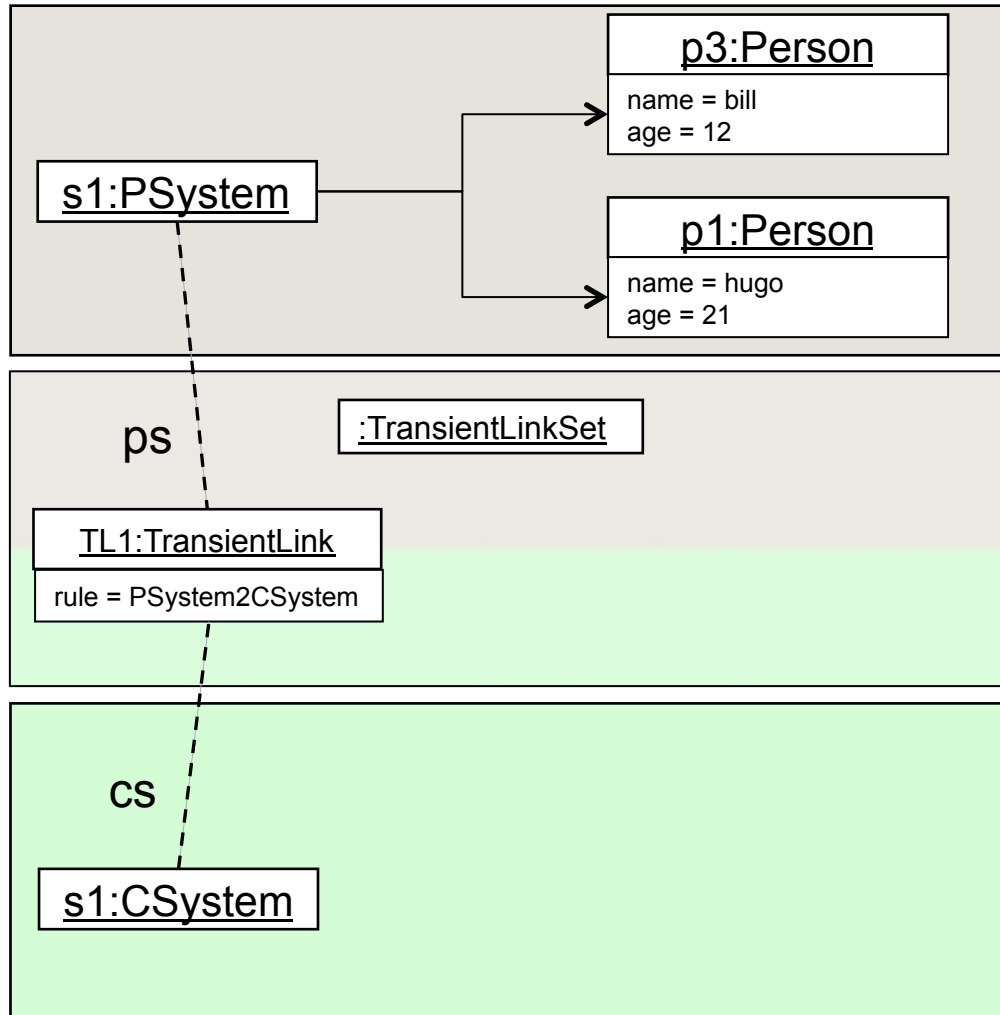 p3:Person
name = bill
age = 12
s1:PSystem
p1:Person
name = hugo
age = 21
ps
:TransientLinkSet
TL1:TransientLink
rule = PSystem2CSystem
cs
s1:CSystem